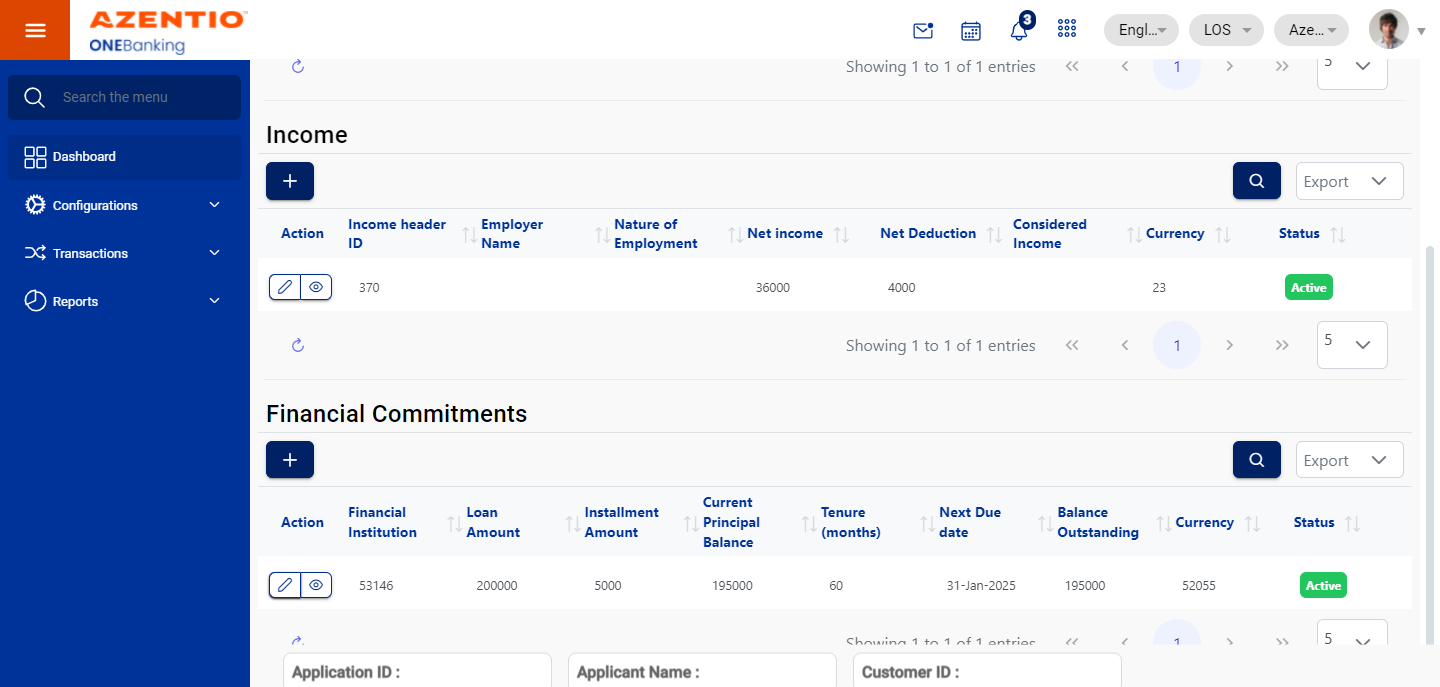 AZENTIO
ONEBanking
3
Engl...
LOS
Aze...
Search the menu
Dashboard
Configurations
Transactions
Reports
Showing 1 to 1 of 1 entries
1
5
Income
Export
Action
Income header ID
Employer Name
Nature of Employment
Net income
Net Deduction
Considered Income
Currency
Status
370
36000
4000
23
Active
Showing 1 to 1 of 1 entries
1
5
Financial Commitments
Export
Action
Financial Institution
Loan Amount
Installment Amount
Current Principal Balance
Tenure (months)
Next Due date
Balance Outstanding
Currency
Status
53146
200000
5000
195000
60
31-Jan-2025
195000
52055
Active
Showing 1 to 1 of 1 entries
1
5
Application ID :
Applicant Name :
Customer ID :